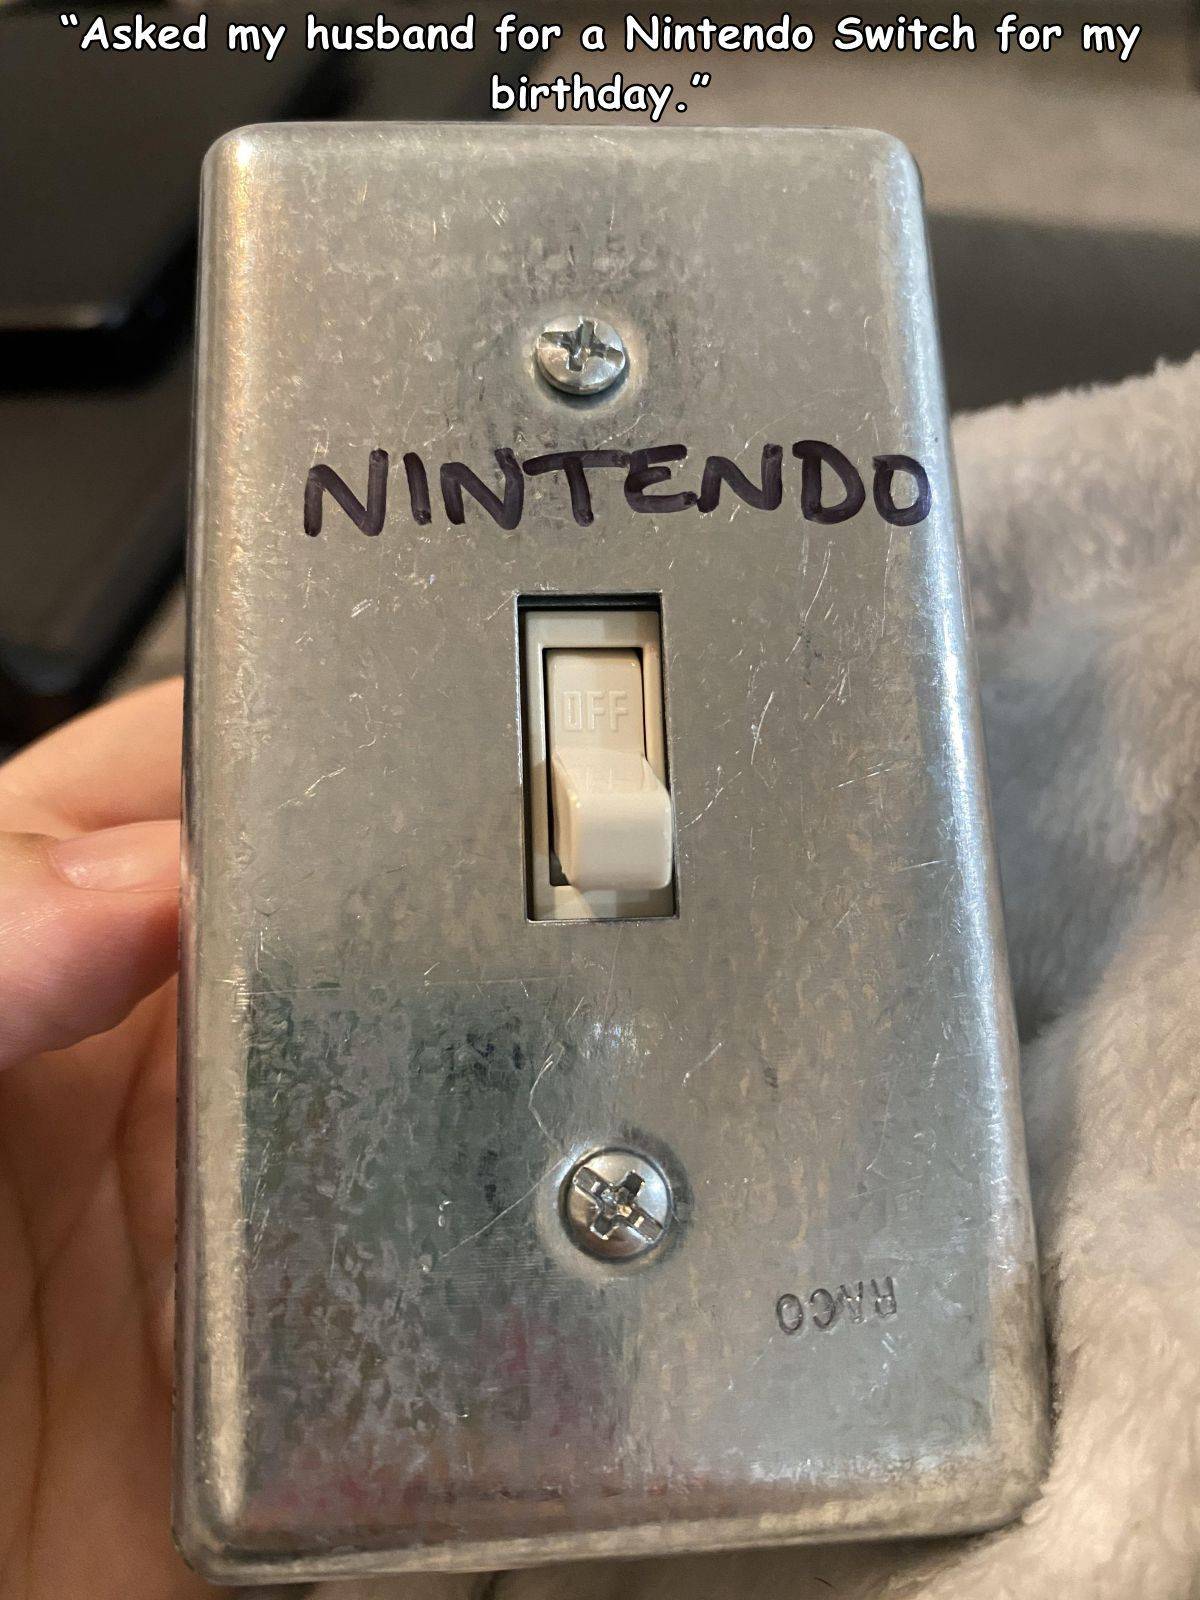 “Asked my husband for a Nintendo Switch for my
birthday.”
NINTENDO
OFF
RACO